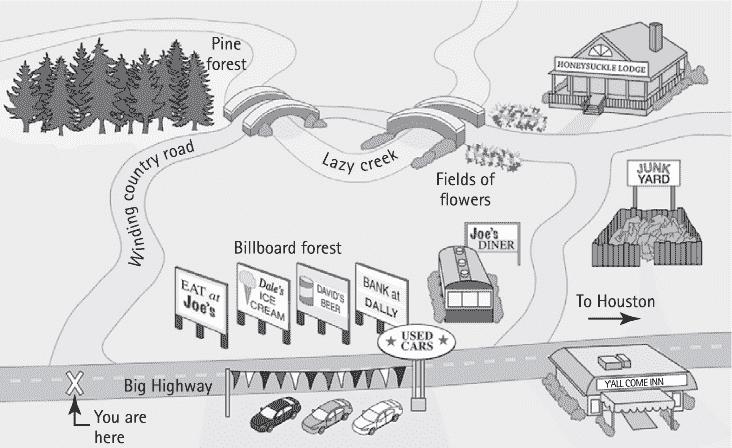 Pine
forest
HONEYSUCKLE LODGE
Winding country road
Lazy creek
Fields of
flowers
JUNK
YARD
Billboard forest
Joe's
DINER
EAT at
Joe's
Dale's
ICE
CREAM
DAVID'S
BEER
BANK at
DALLY
USED
CARS
To Houston
X
Big Highway
Y'ALL COME INN
You are
here